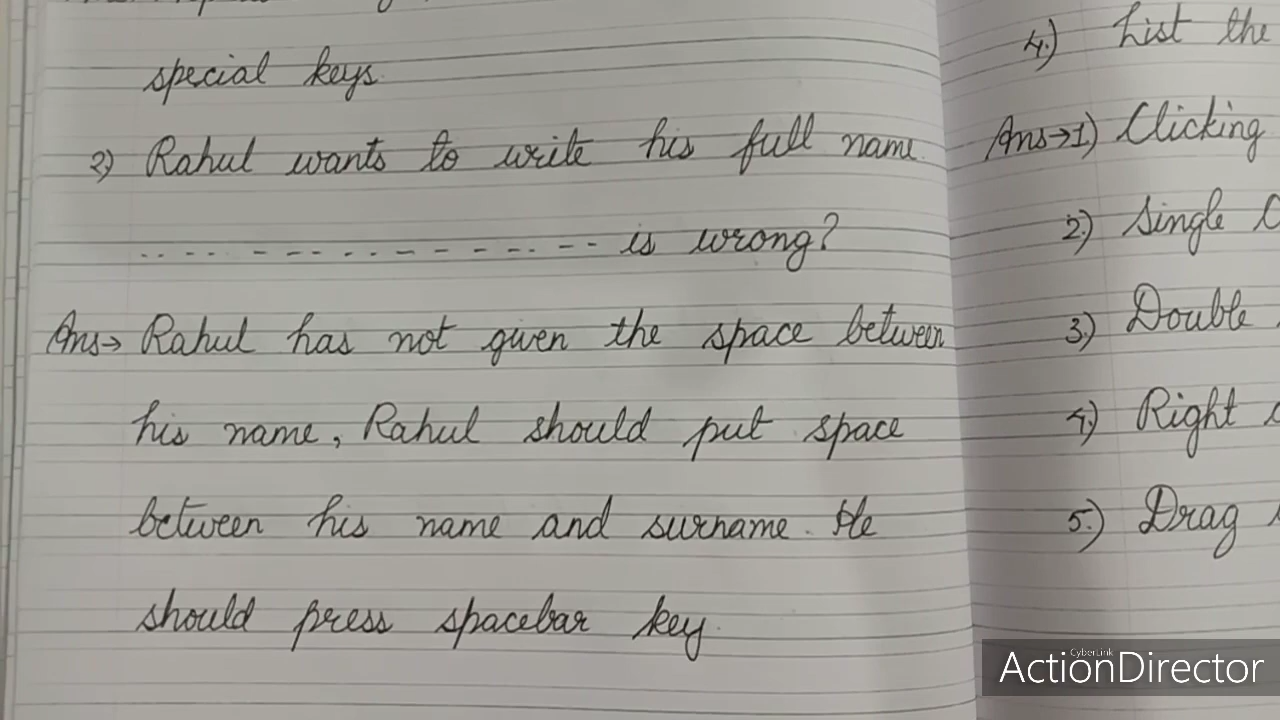 special keys.
2) Rahul wants to write his full name.
.. .. - -- .. - - -- - -- is wrong?
Ans→ Rahul has not given the space between
his name, Rahul should put space
between his name and surname. He
should press spacebar key.
4.) List the
Ans→1) Clicking
2.) Single
3.) Double
4.) Right
5.) Drag
CyberLink
ActionDirector